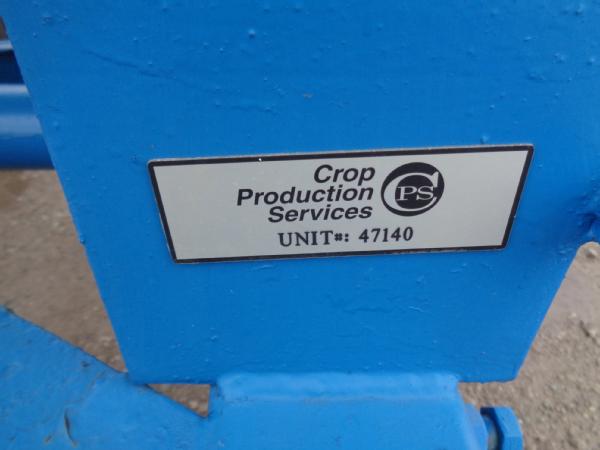 Crop
Production
Services
CPS
UNIT#: 47140